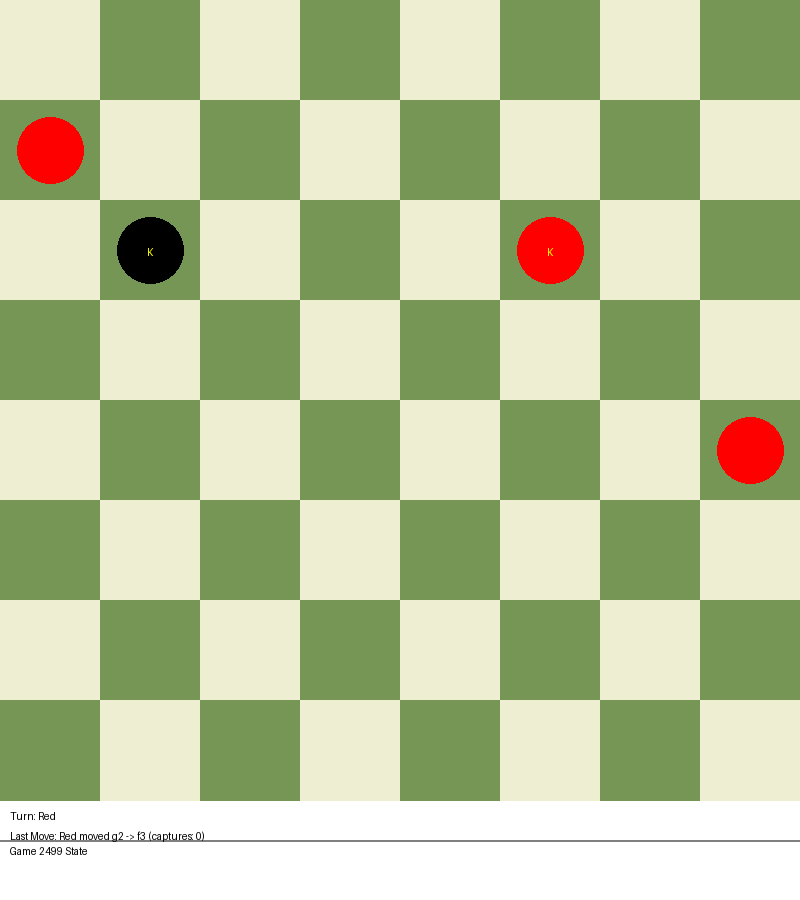 K
K
Turn: Red
Last Move: Red moved g2 -> f3 (captures: 0)
Game 2499 State